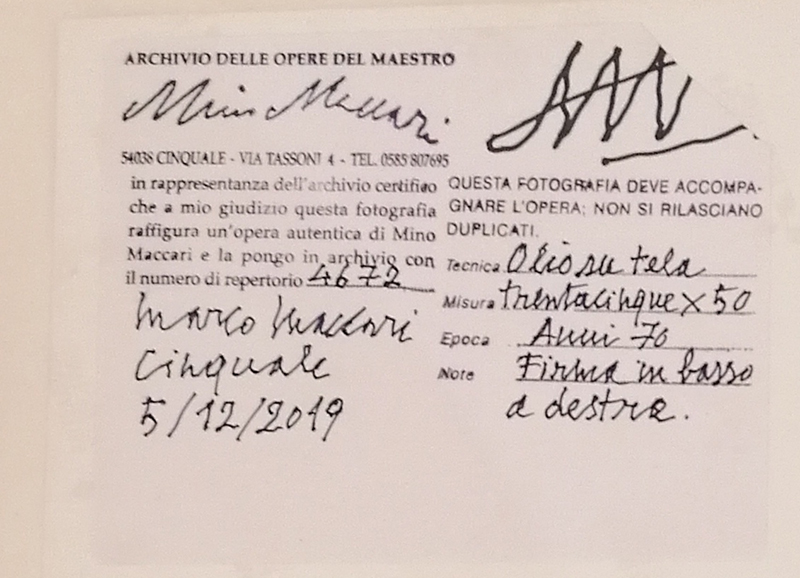 ARCHIVIO DELLE OPERE DEL MAESTRO
Mino Maccari
54038 CINQUALE - VIA TASSONI 4 - TEL. 0585 807695
in rappresentanza dell'archivio certifico
che a mio giudizio questa fotografia
raffigura un'opera autentica di Mino
Maccari e la pongo in archivio con
il numero di repertorio 4672
Marco Maccari
Cinquale
5/12/2019
QUESTA FOTOGRAFIA DEVE ACCOMPA-
GNARE L'OPERA; NON SI RILASCIANO
DUPLICATI.
Tecnica Olio su tela
Misura trentacinque x 50
Epoca Anni 70
Note Firma in basso
a destra.